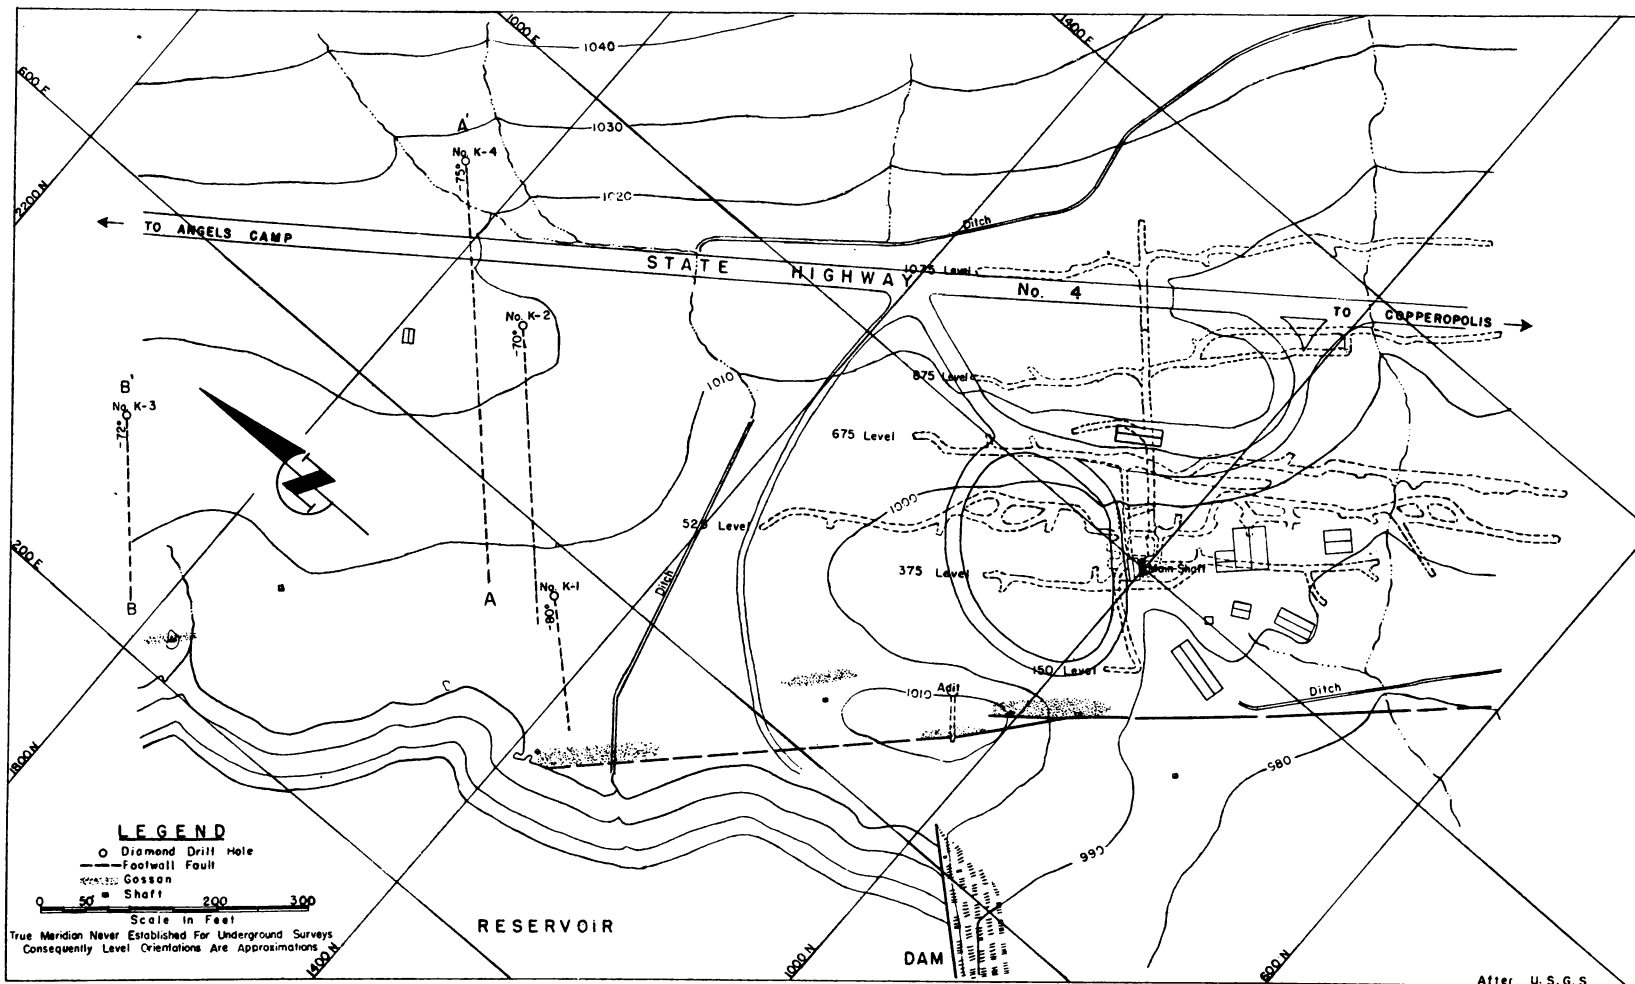 1000 E
1400 E
1040
600 E
A'
1030
No. K-4
-75°
2200 N
1020
Ditch
TO ANGELS CAMP
STATE HIGHWAY No. 4
1075 Level
TO COPPEROPOLIS
No. K-2
-70°
875 Level
1010
B'
No. K-3
-72°
675 Level
1000
525 Level
200 E
375 Level
Main Shaft
Ditch
No. K-1
-80°
A
B
150 Level
1010
Adit
Ditch
985
1800 N
995
LEGEND
Diamond Drill Hole
Footwall Fault
Gossan
Shaft
0 50' 200 300
Scale In Feet
True Meridian Never Established For Underground Surveys
Consequently Level Orientations Are Approximations
RESERVOIR
DAM
1400 N
1000 N
600 N
After U.S.G.S